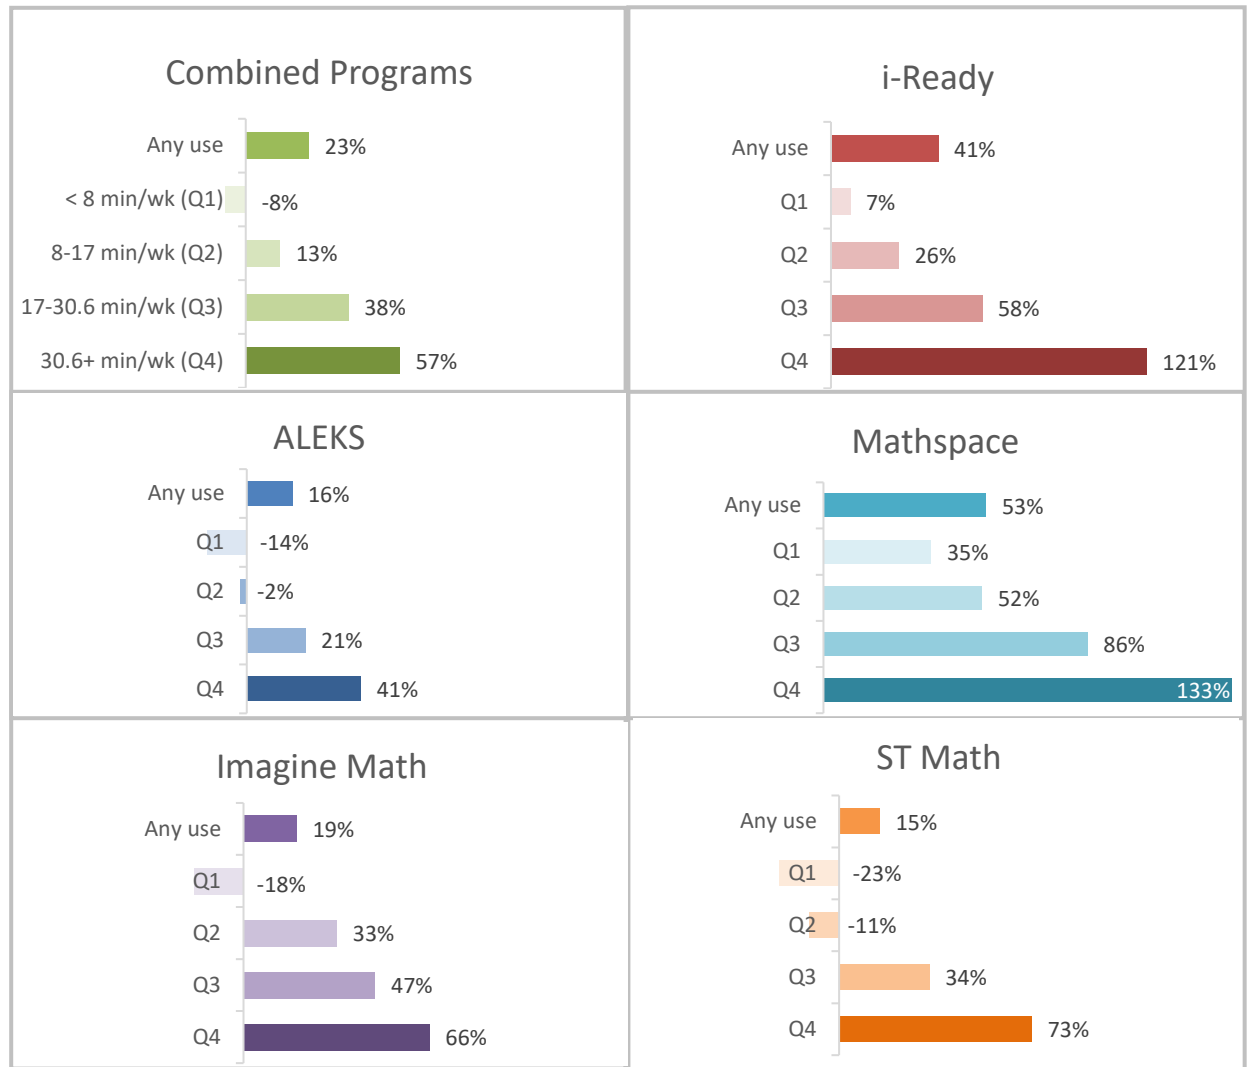 Combined Programs
Any use 23%
< 8 min/wk (Q1) -8%
8-17 min/wk (Q2) 13%
17-30.6 min/wk (Q3) 38%
30.6+ min/wk (Q4) 57%
i-Ready
Any use 41%
Q1 7%
Q2 26%
Q3 58%
Q4 121%
ALEKS
Any use 16%
Q1 -14%
Q2 -2%
Q3 21%
Q4 41%
Mathspace
Any use 53%
Q1 35%
Q2 52%
Q3 86%
Q4 133%
Imagine Math
Any use 19%
Q1 -18%
Q2 33%
Q3 47%
Q4 66%
ST Math
Any use 15%
Q1 -23%
Q2 -11%
Q3 34%
Q4 73%